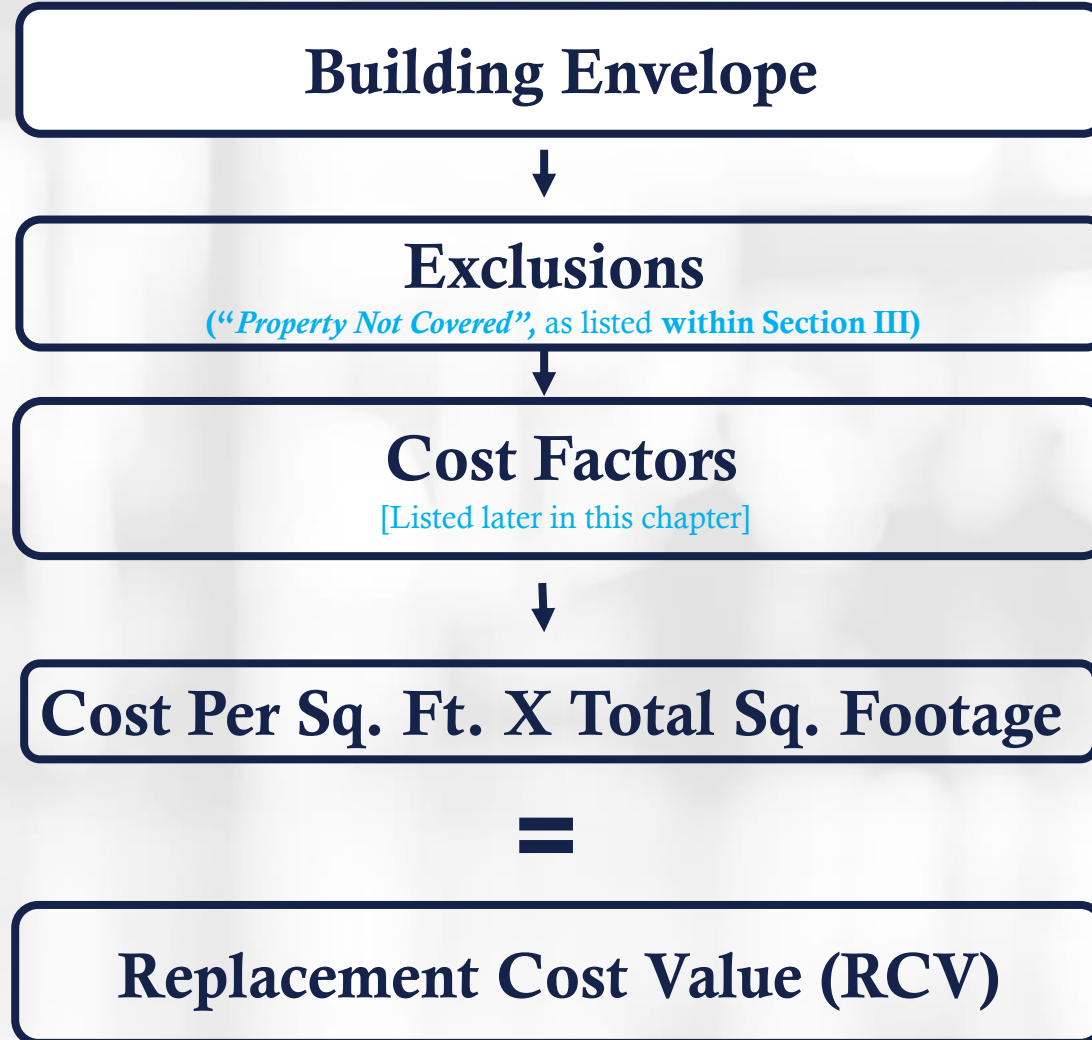 Building Envelope
Exclusions
(“Property Not Covered”, as listed within Section III)
Cost Factors
[Listed later in this chapter]
Cost Per Sq. Ft. X Total Sq. Footage
=
Replacement Cost Value (RCV)